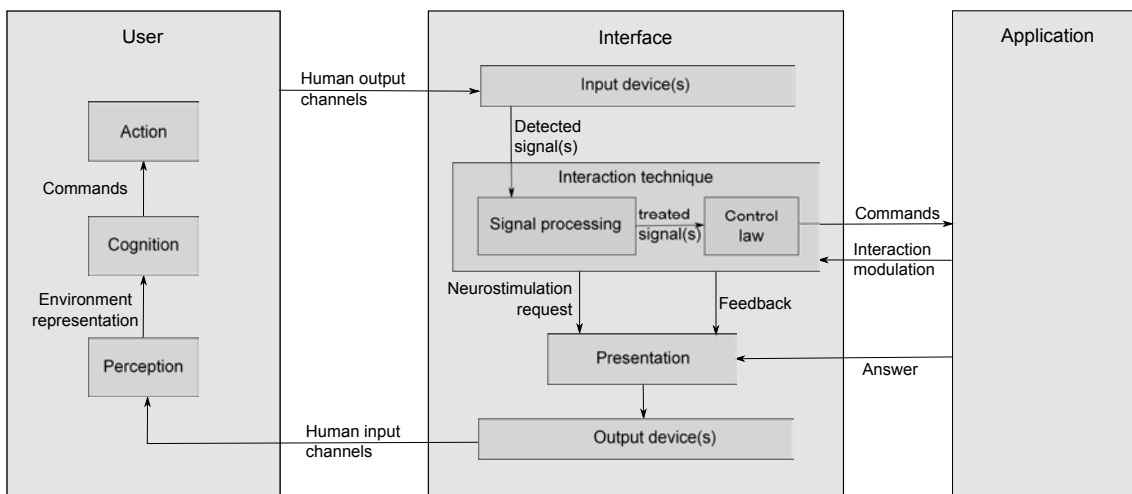 User
Interface
Application
Human output
channels
Input device(s)
Action
Detected
signal(s)
Commands
Interaction technique
Signal processing
treated
signal(s)
Control
law
Commands
Interaction
modulation
Cognition
Environment
representation
Neurostimulation
request
Feedback
Perception
Presentation
Answer
Human input
channels
Output device(s)